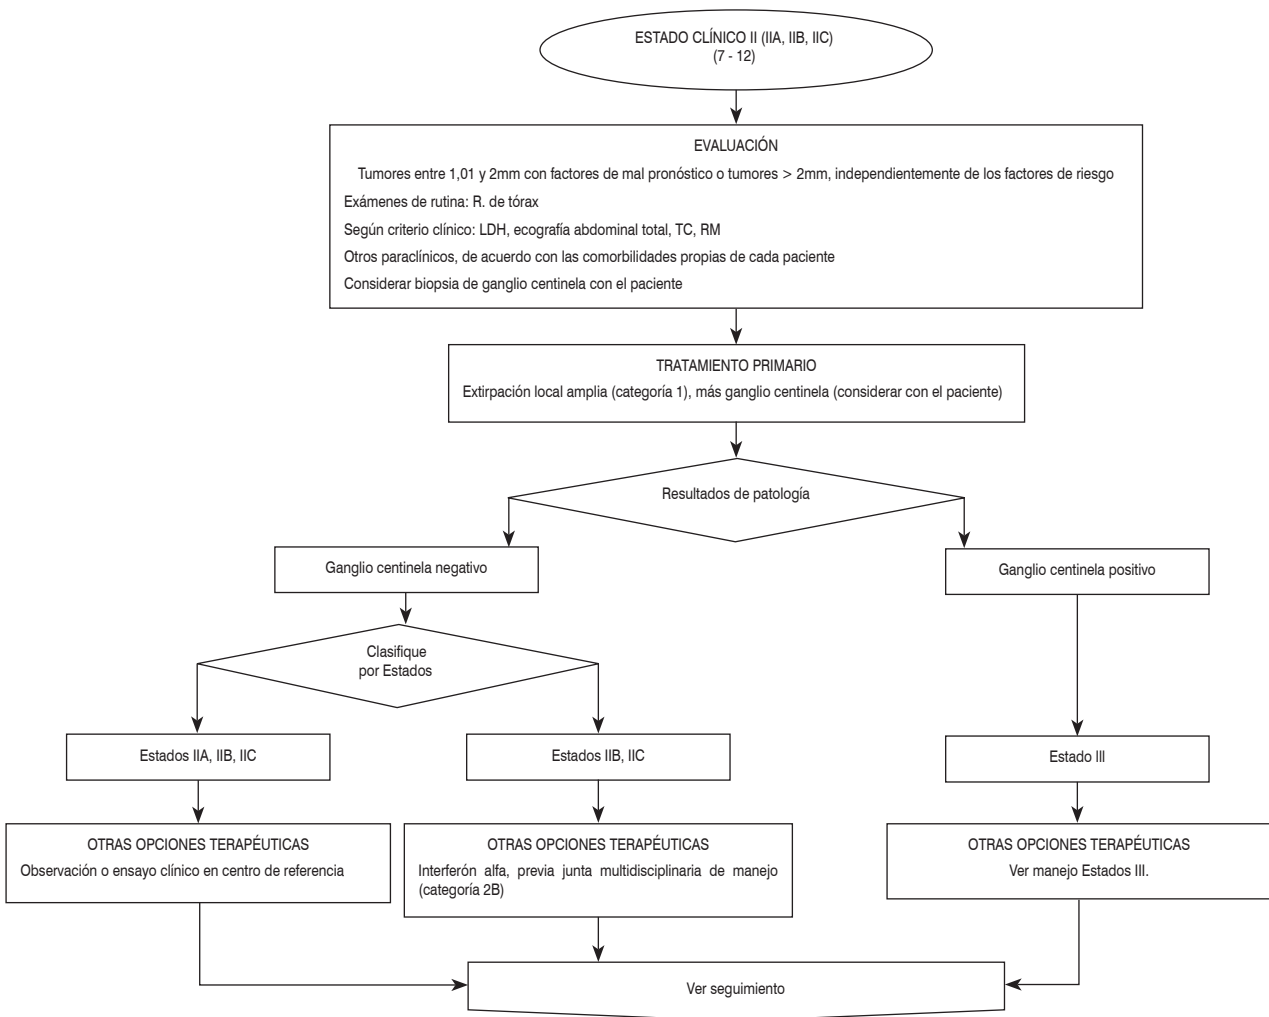 ESTADO CLÍNICO II (IIA, IIB, IIC)
(7 - 12)
EVALUACIÓN
Tumores entre 1,01 y 2mm con factores de mal pronóstico o tumores > 2mm, independientemente de los factores de riesgo
Exámenes de rutina: R. de tórax
Según criterio clínico: LDH, ecografía abdominal total, TC, RM
Otros paraclínicos, de acuerdo con las comorbilidades propias de cada paciente
Considerar biopsia de ganglio centinela con el paciente
TRATAMIENTO PRIMARIO
Extirpación local amplia (categoría 1), más ganglio centinela (considerar con el paciente)
Resultados de patología
Ganglio centinela negativo
Ganglio centinela positivo
Clasifique
por Estados
Estados IIA, IIB, IIC
Estados IIB, IIC
Estado III
OTRAS OPCIONES TERAPÉUTICAS
Observación o ensayo clínico en centro de referencia
OTRAS OPCIONES TERAPÉUTICAS
Interferón alfa, previa junta multidisciplinaria de manejo
(categoría 2B)
OTRAS OPCIONES TERAPÉUTICAS
Ver manejo Estados III.
Ver seguimiento